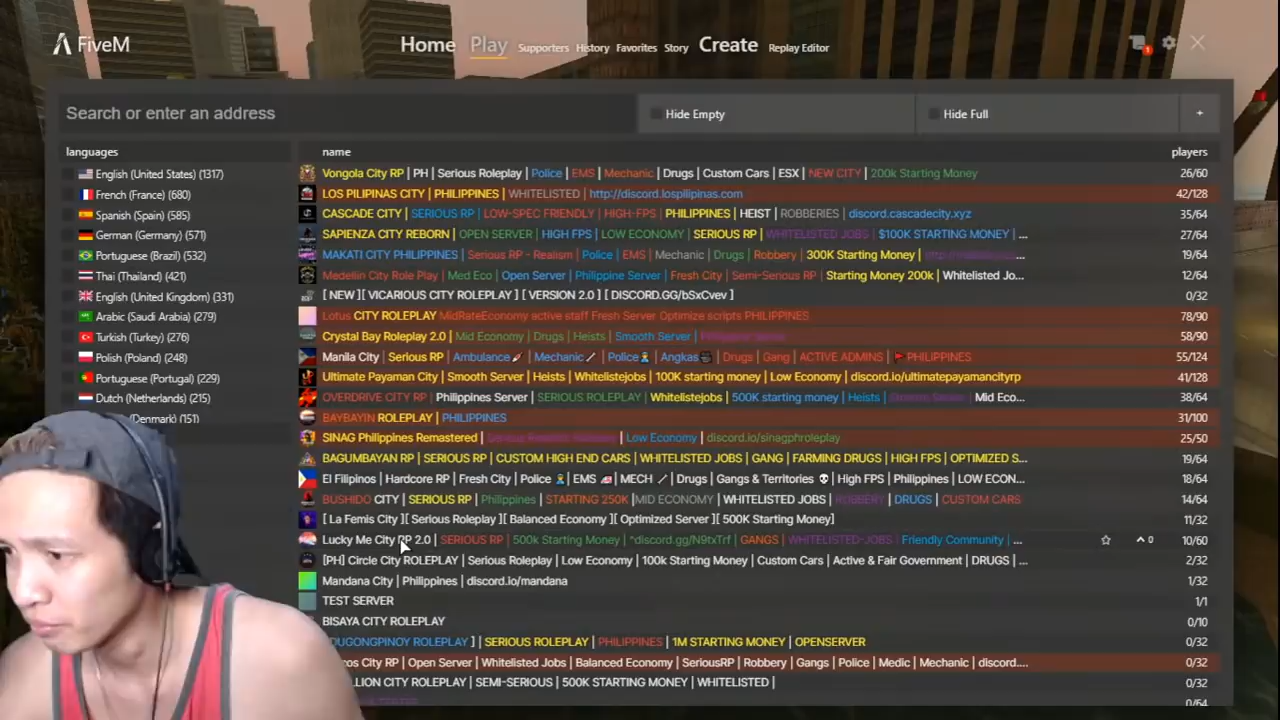 FiveM Home Play Supporters History Favorites Story Create Replay Editor 1
Search or enter an address Hide Empty Hide Full +
languages
English (United States) (1317)
French (France) (680)
Spanish (Spain) (585)
German (Germany) (571)
Portuguese (Brazil) (532)
Thai (Thailand) (421)
English (United Kingdom) (331)
Arabic (Saudi Arabia) (279)
Turkish (Turkey) (276)
Polish (Poland) (248)
Portuguese (Portugal) (229)
Dutch (Netherlands) (215)
(Denmark) (151)
name players
Vongola City RP | PH | Serious Roleplay | Police | EMS | Mechanic | Drugs | Custom Cars | ESX | NEW CITY | 200k Starting Money 26/60
LOS PILIPINAS CITY | PHILIPPINES | WHITELISTED | http://discord.lospilipinas.com 42/128
CASCADE CITY | SERIOUS RP | LOW-SPEC FRIENDLY | HIGH-FPS | PHILIPPINES | HEIST | ROBBERIES | discord.cascadecity.xyz 35/64
SAPIENZA CITY REBORN | OPEN SERVER | HIGH FPS | LOW ECONOMY | SERIOUS RP | WHITELISTED JOBS | $100K STARTING MONEY | ... 27/64
MAKATI CITY PHILIPPINES | Serious RP - Realism | Police | EMS | Mechanic | Drugs | Robbery | 300K Starting Money | ... 19/64
Medellin City Role Play | Med Eco | Open Server | Philippine Server | Fresh City | Semi-Serious RP | Starting Money 200k | Whitelisted Jo... 12/64
[ NEW ][ VICARIOUS CITY ROLEPLAY ] [ VERSION 2.0 ] [ DISCORD.GG/bSxCvev ] 0/32
Lotus CITY ROLEPLAY MidRateEconomy active staff Fresh Server Optimize scripts PHILIPPINES 78/90
Crystal Bay Roleplay 2.0 | Mid Economy | Drugs | Heists | Smooth Server | 58/90
Manila City | Serious RP | Ambulance | Mechanic | Police | Angkas | Drugs | Gang | ACTIVE ADMINS | PHILIPPINES 55/124
Ultimate Payaman City | Smooth Server | Heists | Whitelistejobs | 100K starting money | Low Economy | discord.io/ultimatepayamancityrp 41/128
OVERDRIVE CITY RP | Philippines Server | SERIOUS ROLEPLAY | Whitelistejobs | 500K starting money | Heists | | Mid Eco... 38/64
BAYBAYIN ROLEPLAY | PHILIPPINES 31/100
SINAG Philippines Remastered | | Low Economy | discord.io/sinagphroleplay 25/50
BAGUMBAYAN RP | SERIOUS RP | CUSTOM HIGH END CARS | WHITELISTED JOBS | GANG | FARMING DRUGS | HIGH FPS | OPTIMIZED S... 19/64
El Filipinos | Hardcore RP | Fresh City | Police | EMS | MECH | Drugs | Gangs & Territories | High FPS | Philippines | LOW ECON... 18/64
BUSHIDO CITY | SERIOUS RP | Philippines | STARTING 250K |MID ECONOMY | WHITELISTED JOBS | ROBBERY | DRUGS | CUSTOM CARS 14/64
[ La Femis City ][ Serious Roleplay ][ Balanced Economy ][ Optimized Server ] [ 500K Starting Money] 11/32
Lucky Me City RP 2.0 | SERIOUS RP | 500k Starting Money | ^discord.gg/N9txTrf | GANGS | WHITELISTED-JOBS | Friendly Community | ... 0 10/60
[PH] Circle City ROLEPLAY | Serious Roleplay | Low Economy | 100k Starting Money | Custom Cars | Active & Fair Government | DRUGS | ... 2/32
Mandana City | Philippines | discord.io/mandana 1/32
TEST SERVER 1/1
BISAYA CITY ROLEPLAY 0/10
DUGONGPINOY ROLEPLAY ] | SERIOUS ROLEPLAY | PHILIPPINES | 1M STARTING MONEY | OPENSERVER 0/32
City RP | Open Server | Whitelisted Jobs | Balanced Economy | SeriousRP | Robbery | Gangs | Police | Medic | Mechanic | discord.... 0/32
CITY ROLEPLAY | SEMI-SERIOUS | 500K STARTING MONEY | WHITELISTED | 0/32
0/64